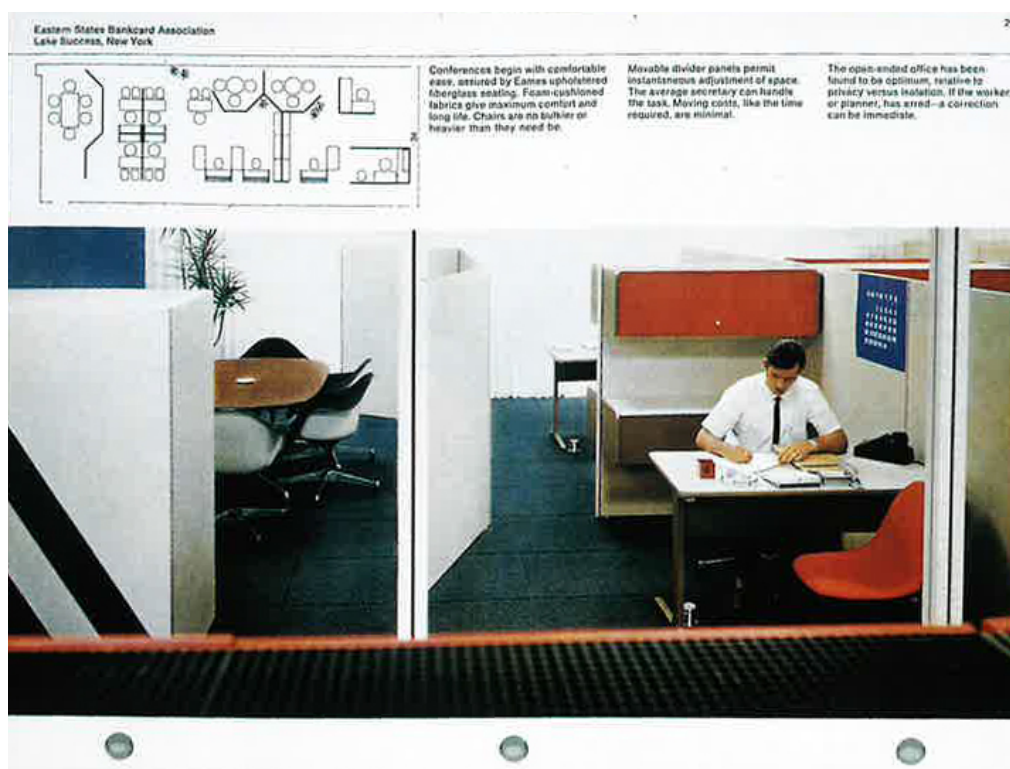 Eastern States Bankcard Association
Lake Success, New York
2
Conferences begin with comfortable
ease, assured by Eames upholstered
fiberglass seating. Foam-cushioned
fabrics give maximum comfort and
long life. Chairs are no bulkier or
heavier than they need be.
Movable divider panels permit
instantaneous adjustment of space.
The average secretary can handle
the task. Moving costs, like the time
required, are minimal.
The open-ended office has been
found to be optimum, relative to
privacy versus isolation. If the worker
or planner, has erred—a correction
can be immediate.